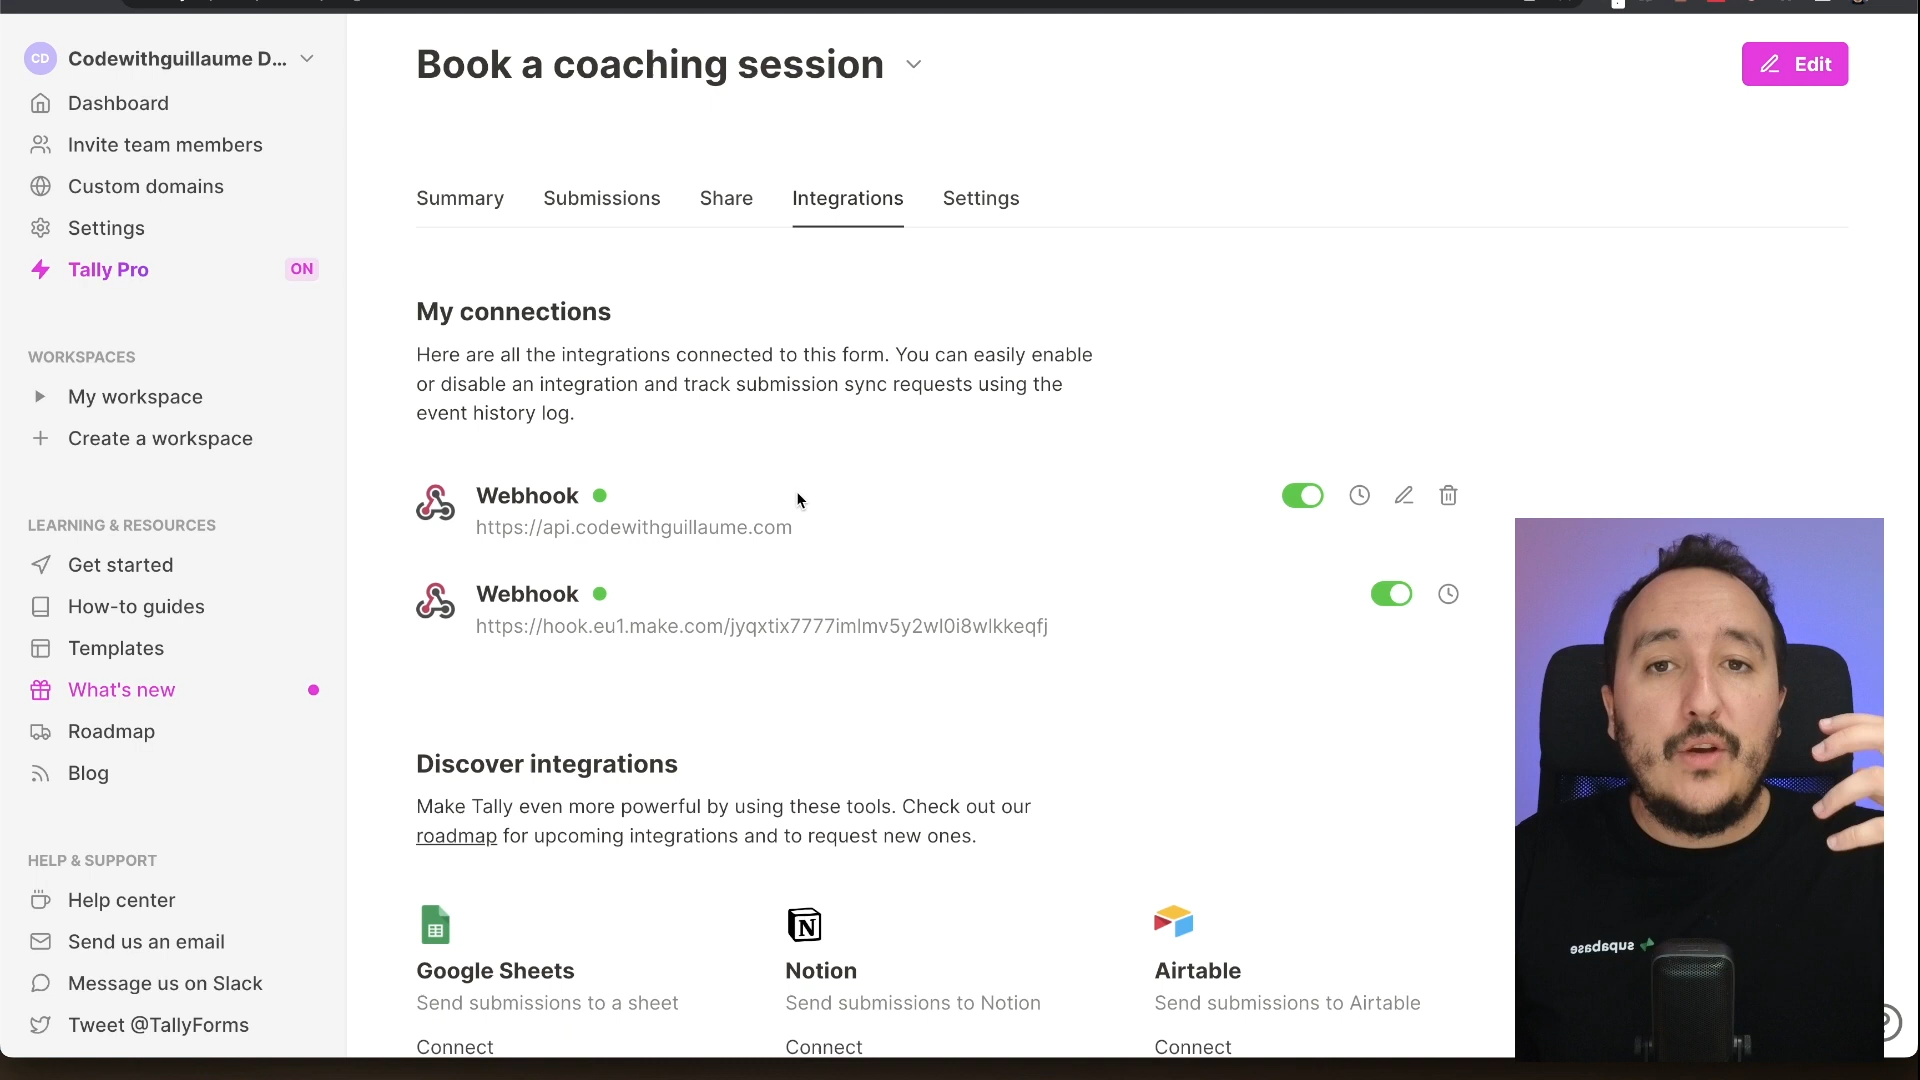 CD Codewithguillaume D...
Dashboard
Invite team members
Custom domains
Settings
Tally Pro ON
WORKSPACES
My workspace
Create a workspace
LEARNING & RESOURCES
Get started
How-to guides
Templates
What's new
Roadmap
Blog
HELP & SUPPORT
Help center
Send us an email
Message us on Slack
Tweet @TallyForms
Book a coaching session
Edit
Summary Submissions Share Integrations Settings
My connections
Here are all the integrations connected to this form. You can easily enable
or disable an integration and track submission sync requests using the
event history log.
Webhook
https://api.codewithguillaume.com
Webhook
https://hook.eu1.make.com/jyqxtix7777imlmv5y2wl0i8wlkkeqfj
Discover integrations
Make Tally even more powerful by using these tools. Check out our
roadmap for upcoming integrations and to request new ones.
Google Sheets
Send submissions to a sheet
Connect
Notion
Send submissions to Notion
Connect
Airtable
Send submissions to Airtable
Connect
supabase
?